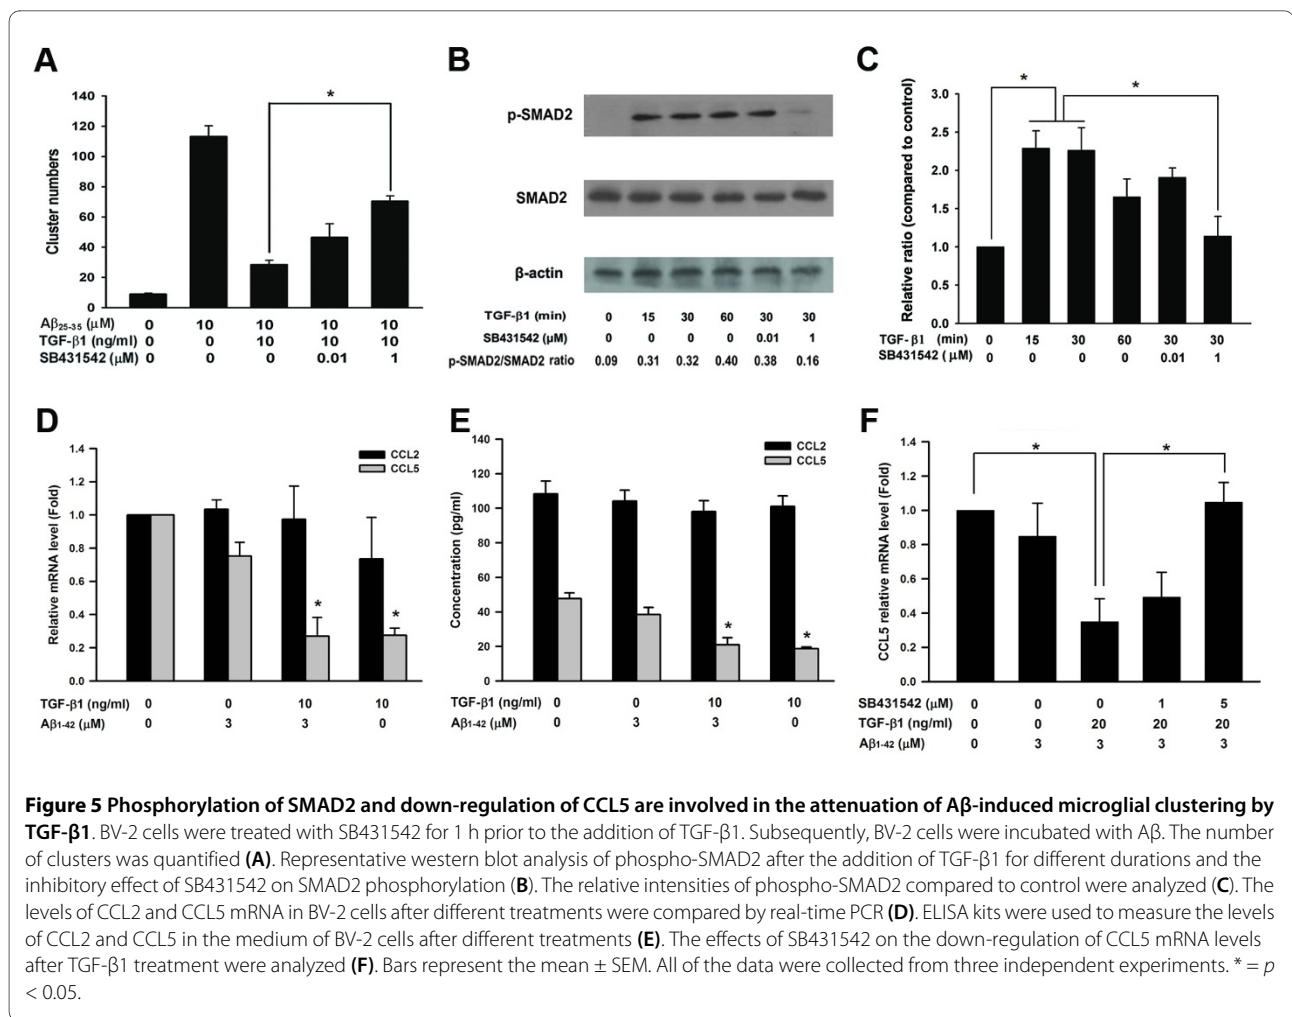 A
Cluster numbers
140
120
100
80
60
40
20
0
*
Aβ25-35 (μM) 0 10 10 10 10
TGF-β1 (ng/ml) 0 0 10 10 10
SB431542 (μM) 0 0 0 0.01 1
B
p-SMAD2
SMAD2
β-actin
TGF-β1 (min) 0 15 30 60 30 30
SB431542 (μM) 0 0 0 0 0.01 1
p-SMAD2/SMAD2 ratio 0.09 0.31 0.32 0.40 0.38 0.16
C
Relative ratio (compared to control)
3.0
2.5
2.0
1.5
1.0
0.5
0.0
* *
TGF-β1 (min) 0 15 30 60 30 30
SB431542 (μM) 0 0 0 0 0.01 1
D
Relative mRNA level (Fold)
1.4
1.2
1.0
0.8
0.6
0.4
0.2
0.0
CCL2
CCL5
* *
TGF-β1 (ng/ml) 0 0 10 10
Aβ1-42 (μM) 0 3 3 0
E
Concentration (pg/ml)
140
120
100
80
60
40
20
0
CCL2
CCL5
* *
TGF-β1 (ng/ml) 0 0 10 10
Aβ1-42 (μM) 0 3 3 0
F
CCL5 relative mRNA level (Fold)
1.4
1.2
1.0
0.8
0.6
0.4
0.2
0.0
* *
SB431542 (μM) 0 0 0 1 5
TGF-β1 (ng/ml) 0 0 20 20 20
Aβ1-42 (μM) 0 3 3 3 3
Figure 5 Phosphorylation of SMAD2 and down-regulation of CCL5 are involved in the attenuation of Aβ-induced microglial clustering by
TGF-β1. BV-2 cells were treated with SB431542 for 1 h prior to the addition of TGF-β1. Subsequently, BV-2 cells were incubated with Aβ. The number
of clusters was quantified (A). Representative western blot analysis of phospho-SMAD2 after the addition of TGF-β1 for different durations and the
inhibitory effect of SB431542 on SMAD2 phosphorylation (B). The relative intensities of phospho-SMAD2 compared to control were analyzed (C). The
levels of CCL2 and CCL5 mRNA in BV-2 cells after different treatments were compared by real-time PCR (D). ELISA kits were used to measure the levels
of CCL2 and CCL5 in the medium of BV-2 cells after different treatments (E). The effects of SB431542 on the down-regulation of CCL5 mRNA levels
after TGF-β1 treatment were analyzed (F). Bars represent the mean ± SEM. All of the data were collected from three independent experiments. * = p
< 0.05.